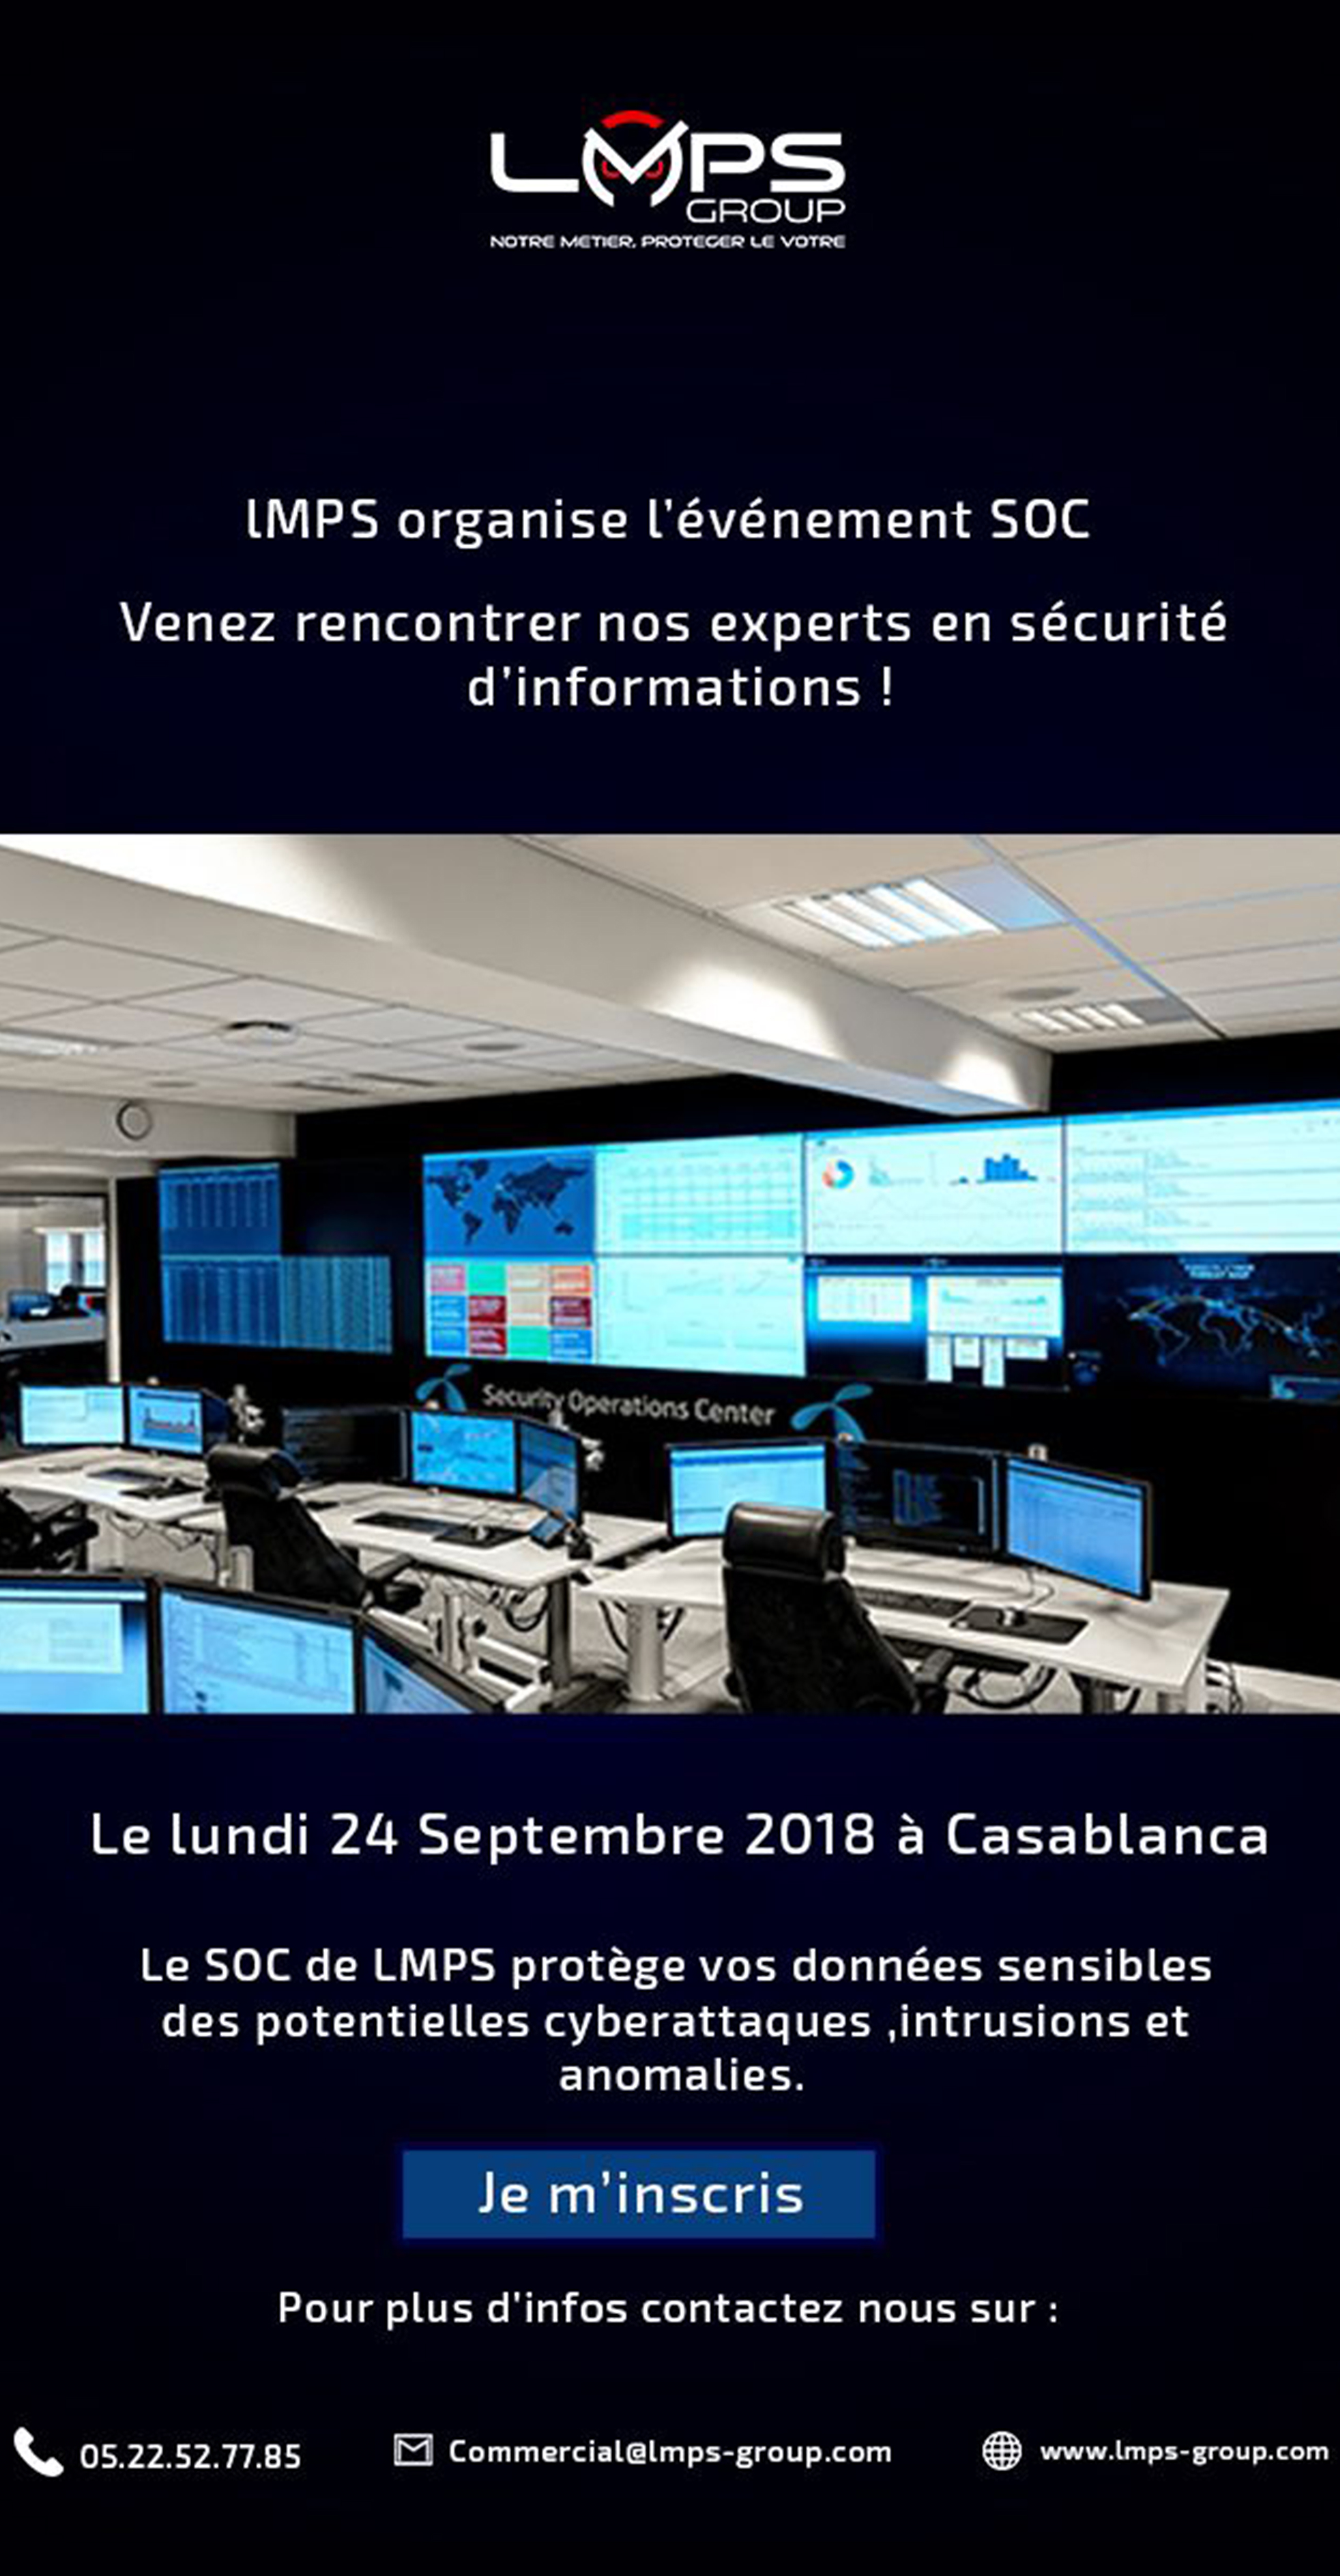 LMPS
GROUP
NOTRE METIER, PROTEGER LE VOTRE
lMPS organise l'événement SOC
Venez rencontrer nos experts en sécurité
d'informations !
Security Operations Center
Le lundi 24 Septembre 2018 à Casablanca
Le SOC de LMPS protège vos données sensibles
des potentielles cyberattaques ,intrusions et
anomalies.
Je m'inscris
Pour plus d'infos contactez nous sur :
05.22.52.77.85
Commercial@lmps-group.com
www.lmps-group.com